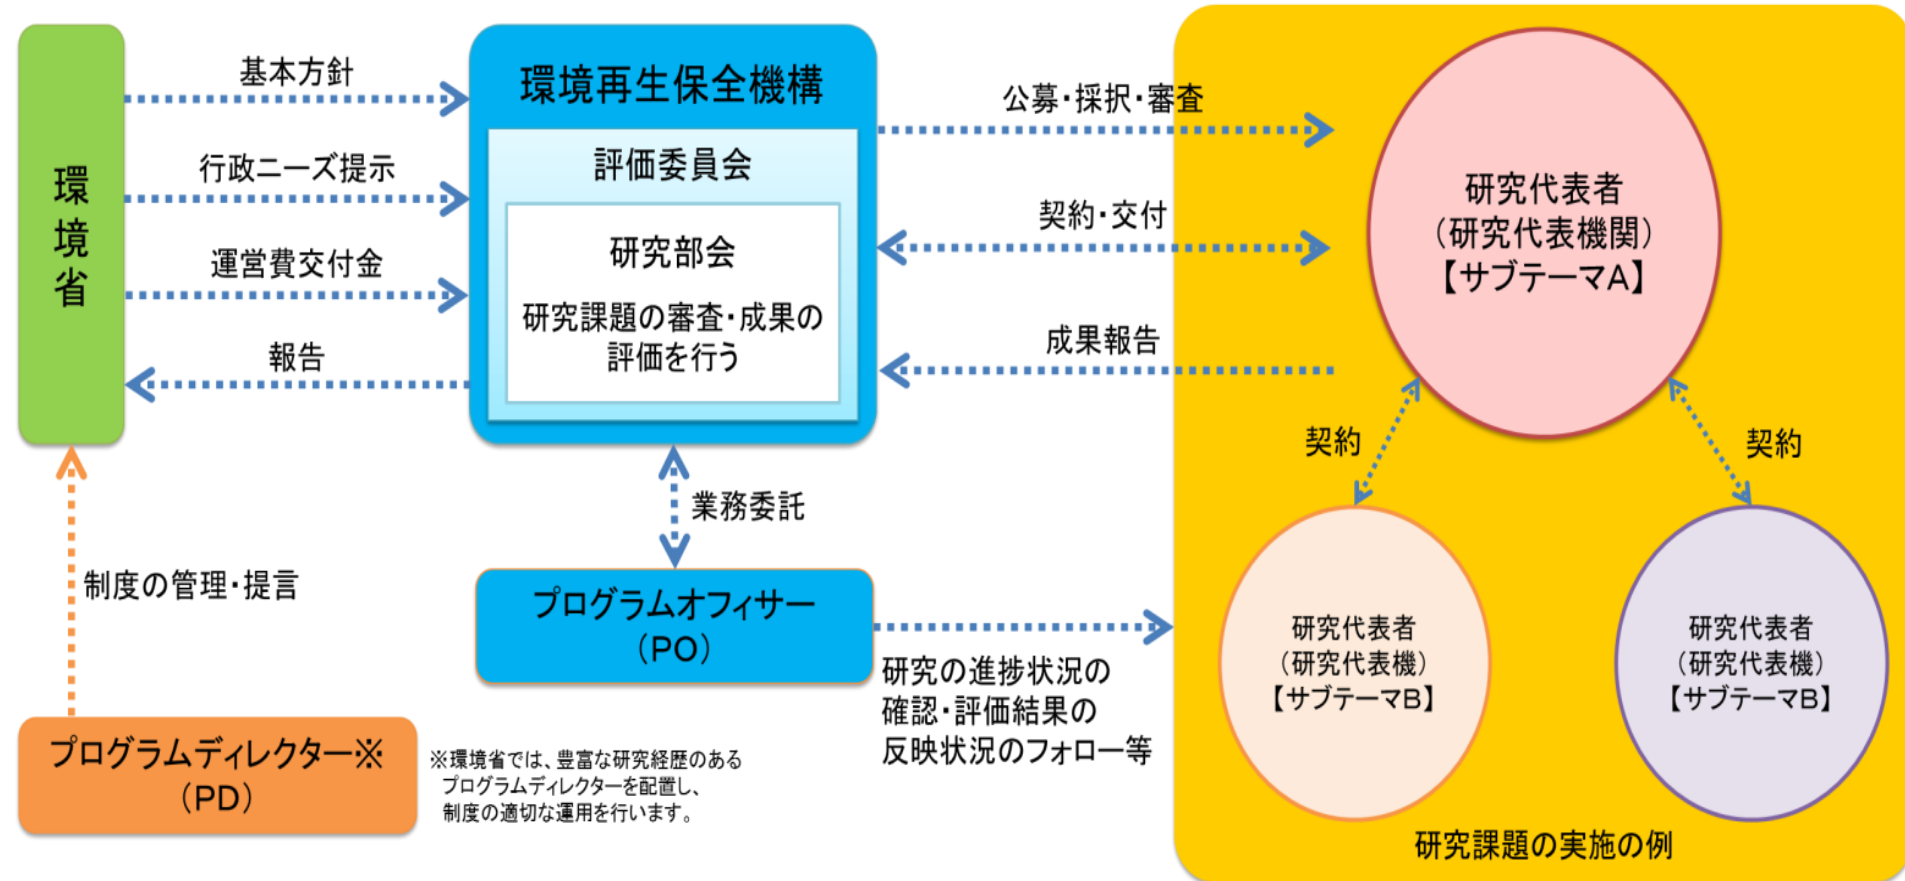 環境省
基本方針
行政ニーズ提示
運営費交付金
報告
環境再生保全機構
評価委員会
研究部会
研究課題の審査・成果の
評価を行う
公募・採択・審査
契約・交付
成果報告
研究代表者
（研究代表機関）
【サブテーマA】
契約
契約
研究代表者
（研究代表機）
【サブテーマB】
研究代表者
（研究代表機）
【サブテーマB】
研究課題の実施の例
業務委託
プログラムオフィサー
（PO）
研究の進捗状況の
確認・評価結果の
反映状況のフォロー等
制度の管理・提言
プログラムディレクター※
（PD）
※環境省では、豊富な研究経歴のある
プログラムディレクターを配置し、
制度の適切な運用を行います。